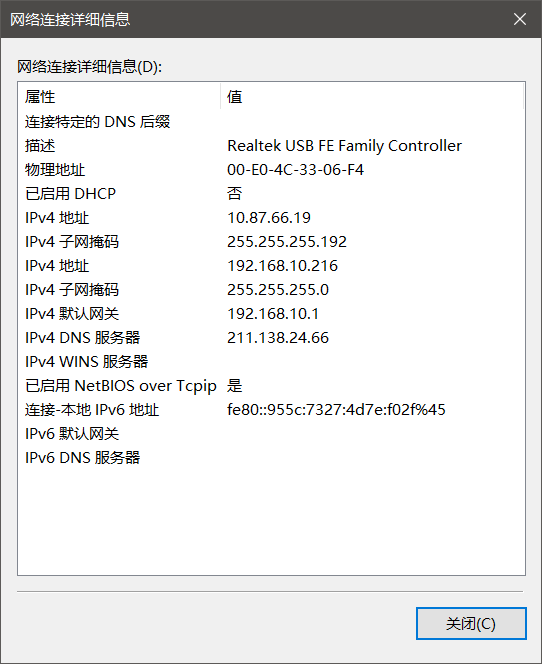 网络连接详细信息
网络连接详细信息(D):
属性 值
连接特定的 DNS 后缀
描述 Realtek USB FE Family Controller
物理地址 00-E0-4C-33-06-F4
已启用 DHCP 否
IPv4 地址 10.87.66.19
IPv4 子网掩码 255.255.255.192
IPv4 地址 192.168.10.216
IPv4 子网掩码 255.255.255.0
IPv4 默认网关 192.168.10.1
IPv4 DNS 服务器 211.138.24.66
IPv4 WINS 服务器
已启用 NetBIOS over Tcpip 是
连接-本地 IPv6 地址 fe80::955c:7327:4d7e:f02f%45
IPv6 默认网关
IPv6 DNS 服务器
关闭(C)